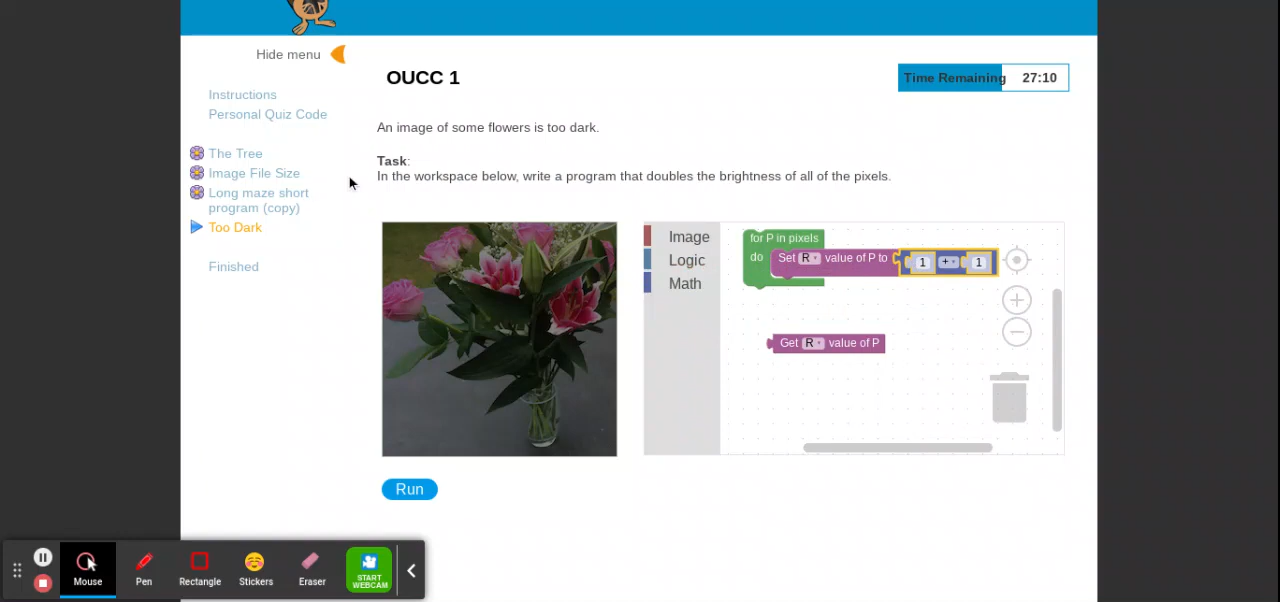 Hide menu
OUCC 1
Time Remaining 27:10
Instructions
Personal Quiz Code
An image of some flowers is too dark.
The Tree
Task:
Image File Size
In the workspace below, write a program that doubles the brightness of all of the pixels.
Long maze short
program (copy)
Too Dark
Finished
Image
Logic
Math
for P in pixels
do Set R value of P to 1 + 1
Get R value of P
Run
Mouse
Pen
Rectangle
Stickers
Eraser
START
WEBCAM